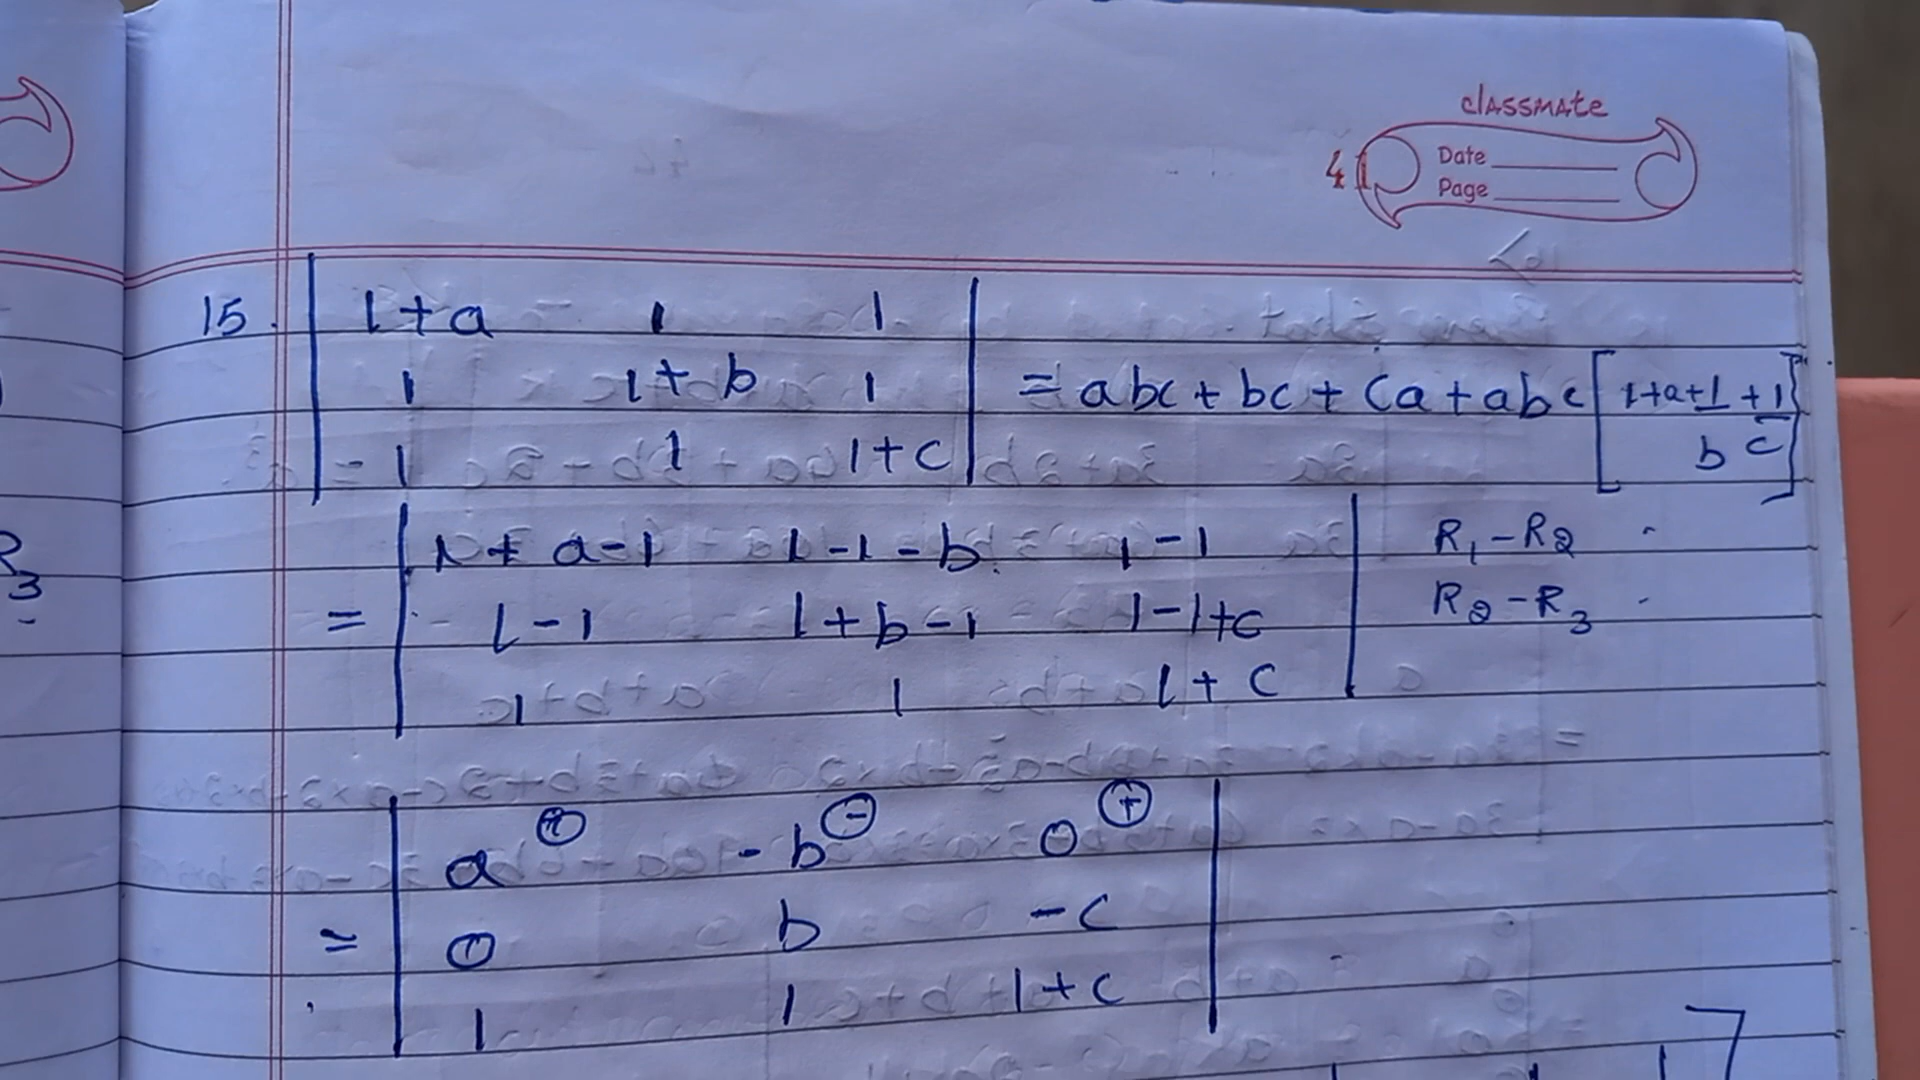 classmate
41
Date
Page
15. | 1+a 1 1 |
| 1 1+b 1 | = abc + bc + ca + abc [1+a+1/b + 1/c]
| 1 1 1+c |
= | 1+a-1 1-1-b 1-1 | R1-R2
| 1-1 1+b-1 1-1+c | R2-R3
| 1 1 1+c |
= | a⊕ -b⊖ 0⊕ |
| 0 b -c |
| 1 1 1+c |
R3